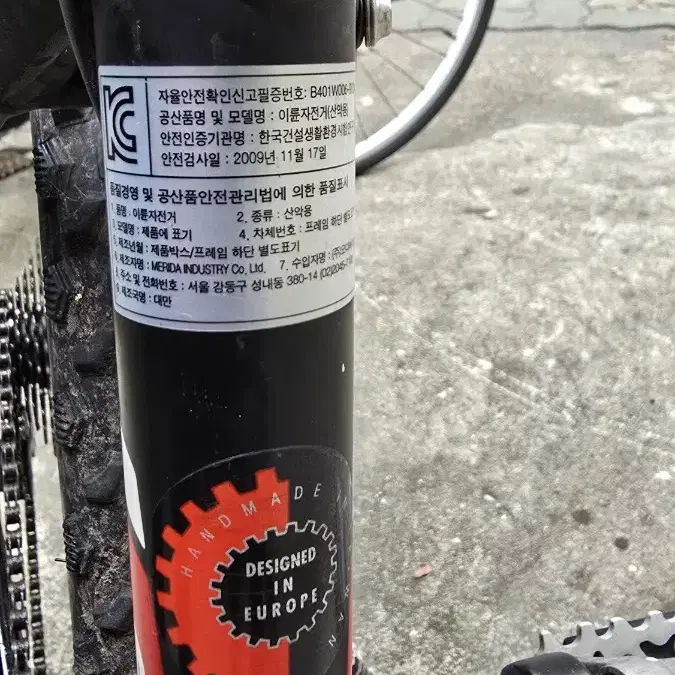 자율안전확인신고필증번호: B401W006-9
공산품명 및 모델명 : 이륜자전거(산악용)
안전인증기관명 : 한국건설생활환경시험연구
안전검사일 : 2009년 11월 17일
품질경영 및 공산품안전관리법에 의한 품질표시
1. 품명 : 이륜자전거 2. 종류 : 산악용
3. 모델명 : 제품에 표기 4. 차체번호 : 프레임 하단 별도
5. 제조년월 : 제품박스/프레임 하단 별도표기
6. 제조자명 : MERIDA INDUSTRY Co, Ltd. 7. 수입자명 :
8. 주소 및 전화번호 : 서울 강동구 성내동 380-14 (02)2045-
9. 제조국명 : 대만
HANDMADE IN
DESIGNED
IN
EUROPE